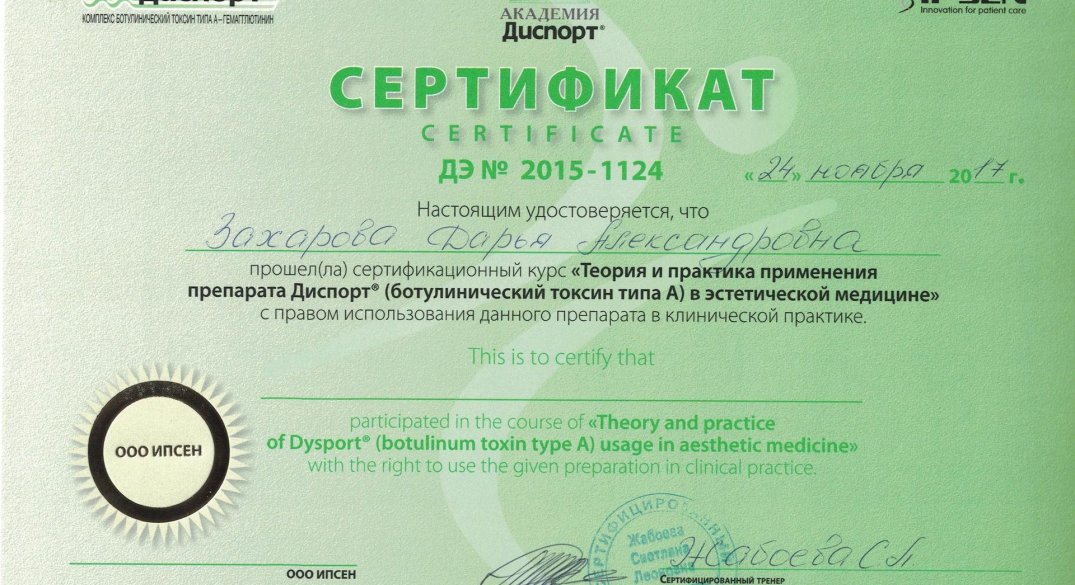 Диспорт®
КОМПЛЕКС БОТУЛИНИЧЕСКИЙ ТОКСИН ТИПА А–ГЕМАГГЛЮТИНИН
АКАДЕМИЯ
Диспорт®
IPSEN
Innovation for patient care
СЕРТИФИКАТ
CERTIFICATE
ДЭ № 2015-1124
«24» ноября 2017 г.
Настоящим удостоверяется, что
Захарова Дарья Александровна
прошел(ла) сертификационный курс «Теория и практика применения
препарата Диспорт® (ботулинический токсин типа А) в эстетической медицине»
с правом использования данного препарата в клинической практике.
This is to certify that
participated in the course of «Theory and practice
of Dysport® (botulinum toxin type A) usage in aesthetic medicine»
with the right to use the given preparation in clinical practice.
ООО ИПСЕН
СЕРТИФИЦИРОВАННЫЙ
Жабоева
Светлана
Леоновна
Жабоева С.Л.
ООО ИПСЕН
СЕРТИФИЦИРОВАННЫЙ ТРЕНЕР